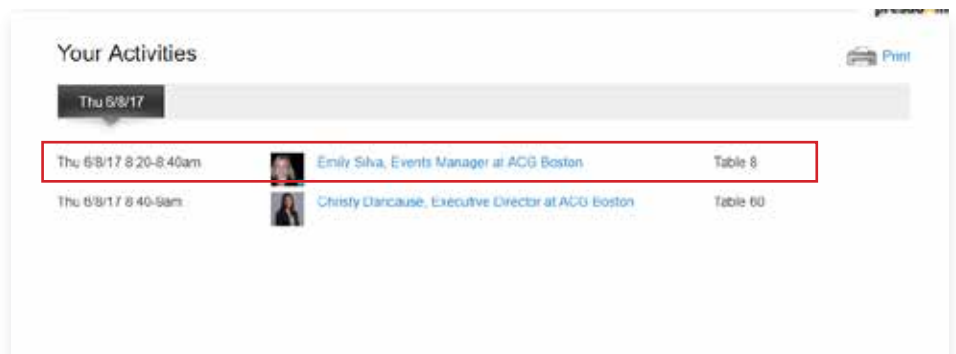 Your Activities
Print
Thu 6/8/17
Thu 6/8/17 8:20-8:40am Emily Silva, Events Manager at ACG Boston Table 8
Thu 6/8/17 8:40-9am Christy Dancause, Executive Director at ACG Boston Table 60